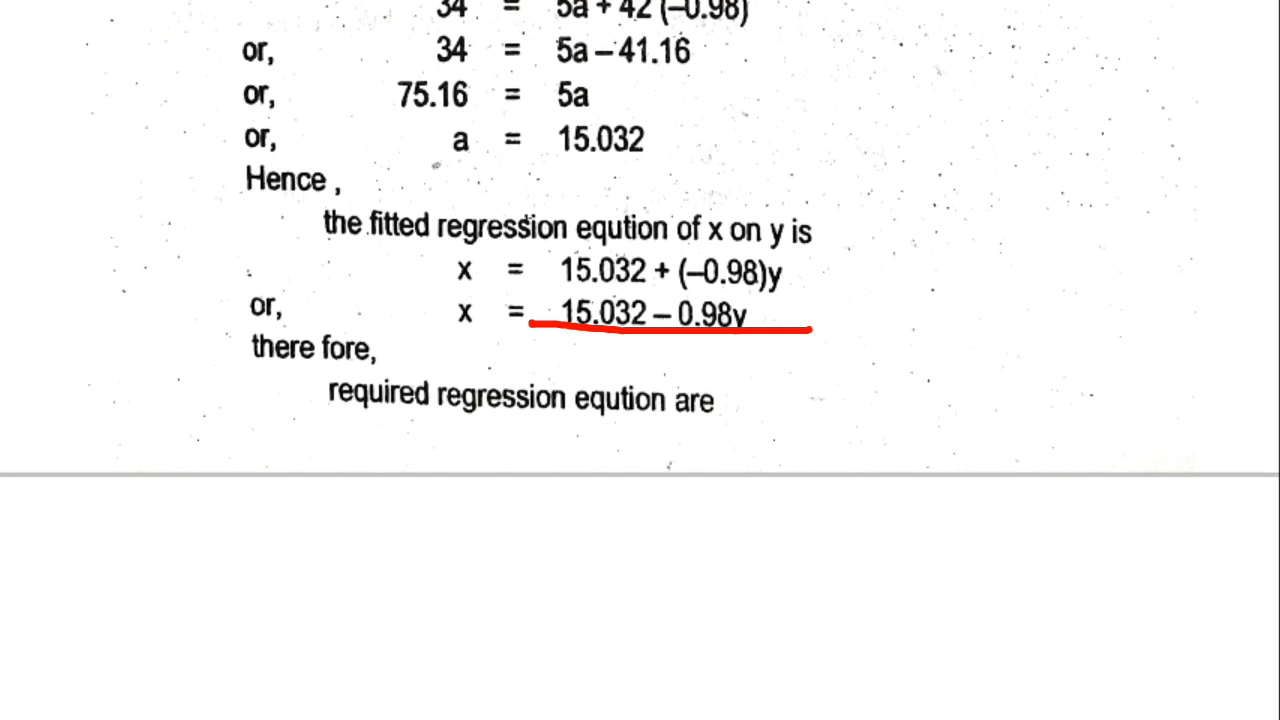 34 = 5a + 42 (–0.98)
or, 34 = 5a – 41.16
or, 75.16 = 5a
or, a = 15.032
Hence ,
the fitted regression eqution of x on y is
x = 15.032 + (–0.98)y
or, x = 15.032 – 0.98y
there fore,
required regression eqution are